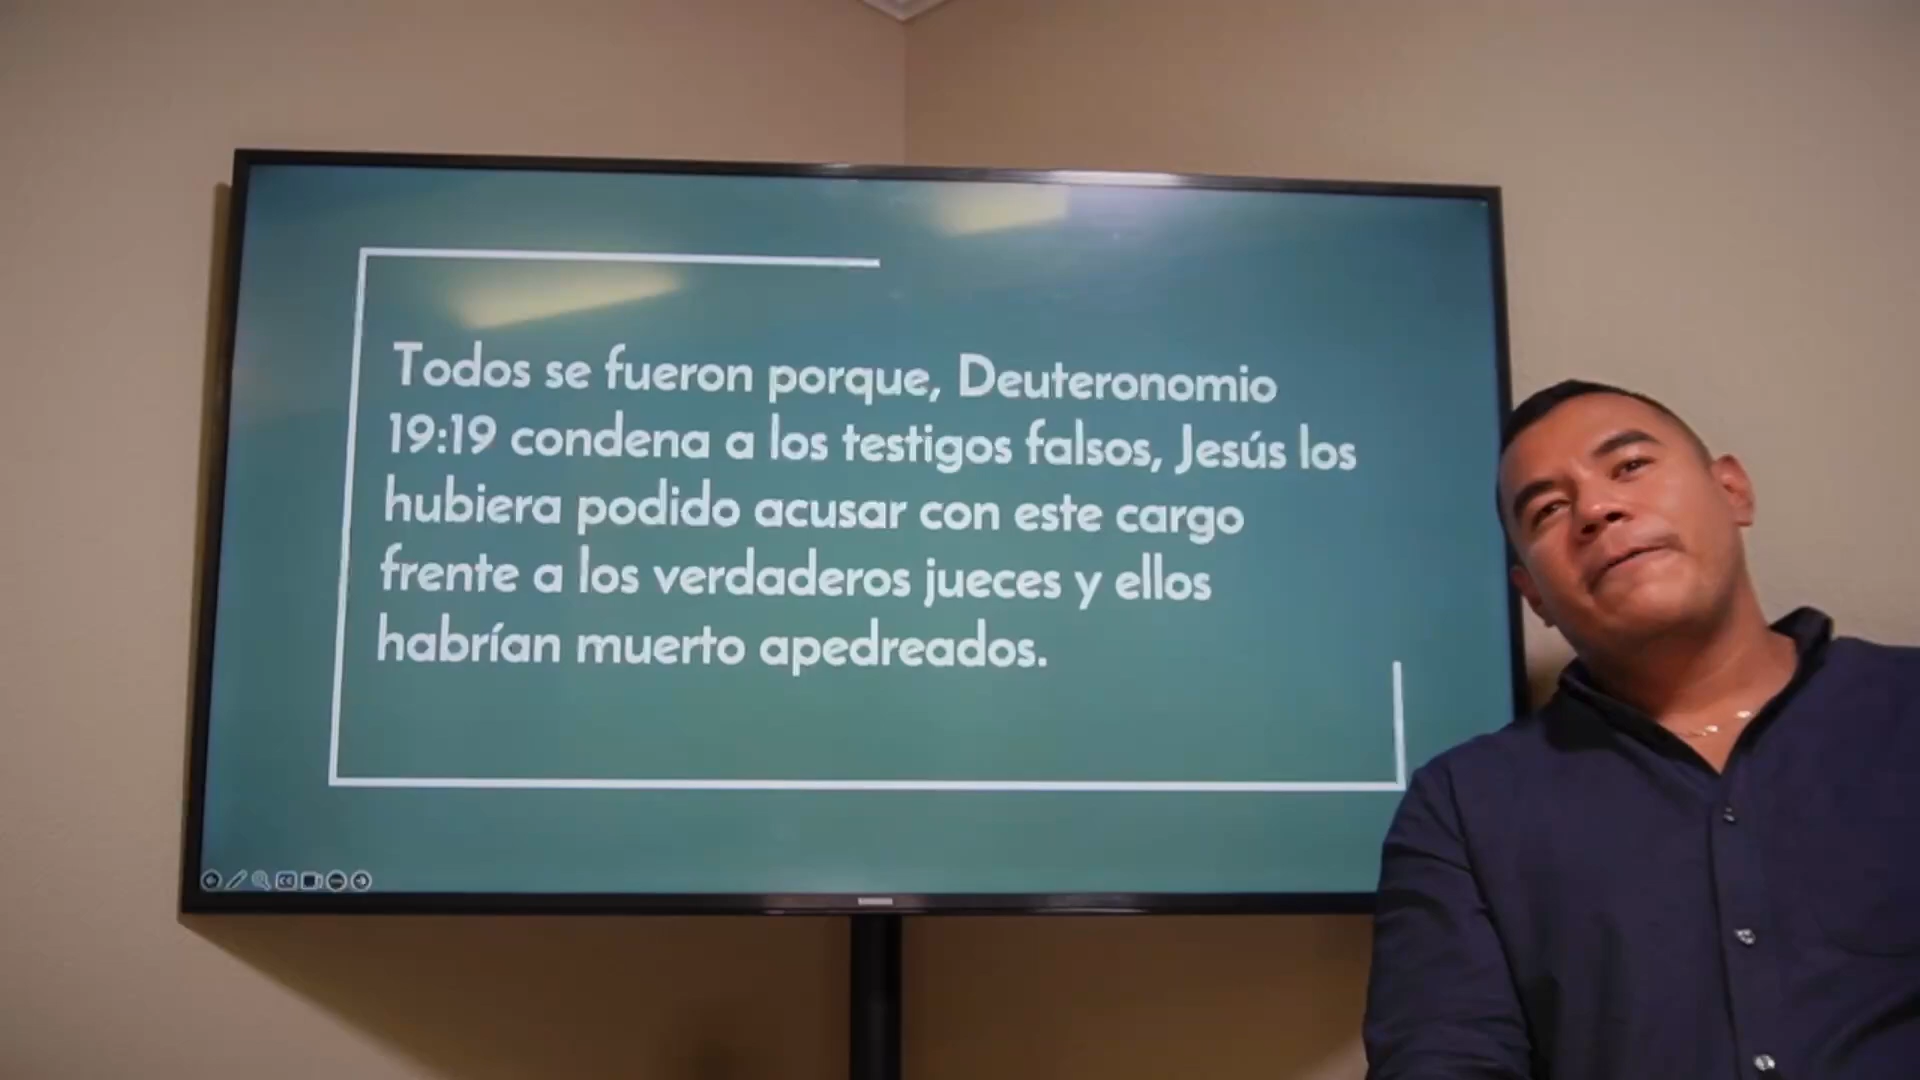 Todos se fueron porque, Deuteronomio
19:19 condena a los testigos falsos, Jesús los
hubiera podido acusar con este cargo
frente a los verdaderos jueces y ellos
habrían muerto apedreados.